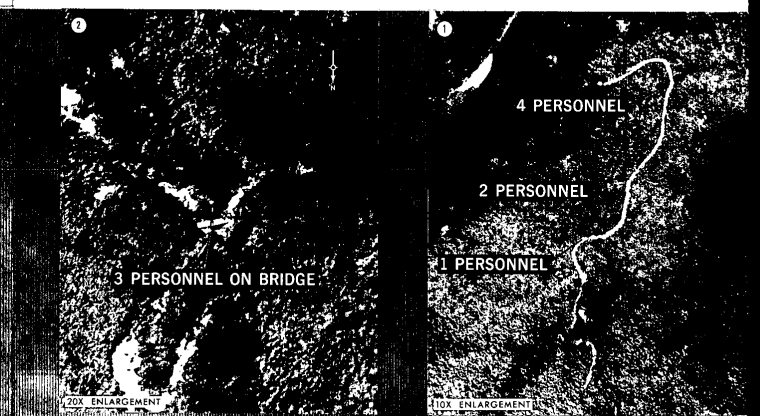 2
N
3 PERSONNEL ON BRIDGE
20X ENLARGEMENT
1
4 PERSONNEL
2 PERSONNEL
1 PERSONNEL
10X ENLARGEMENT